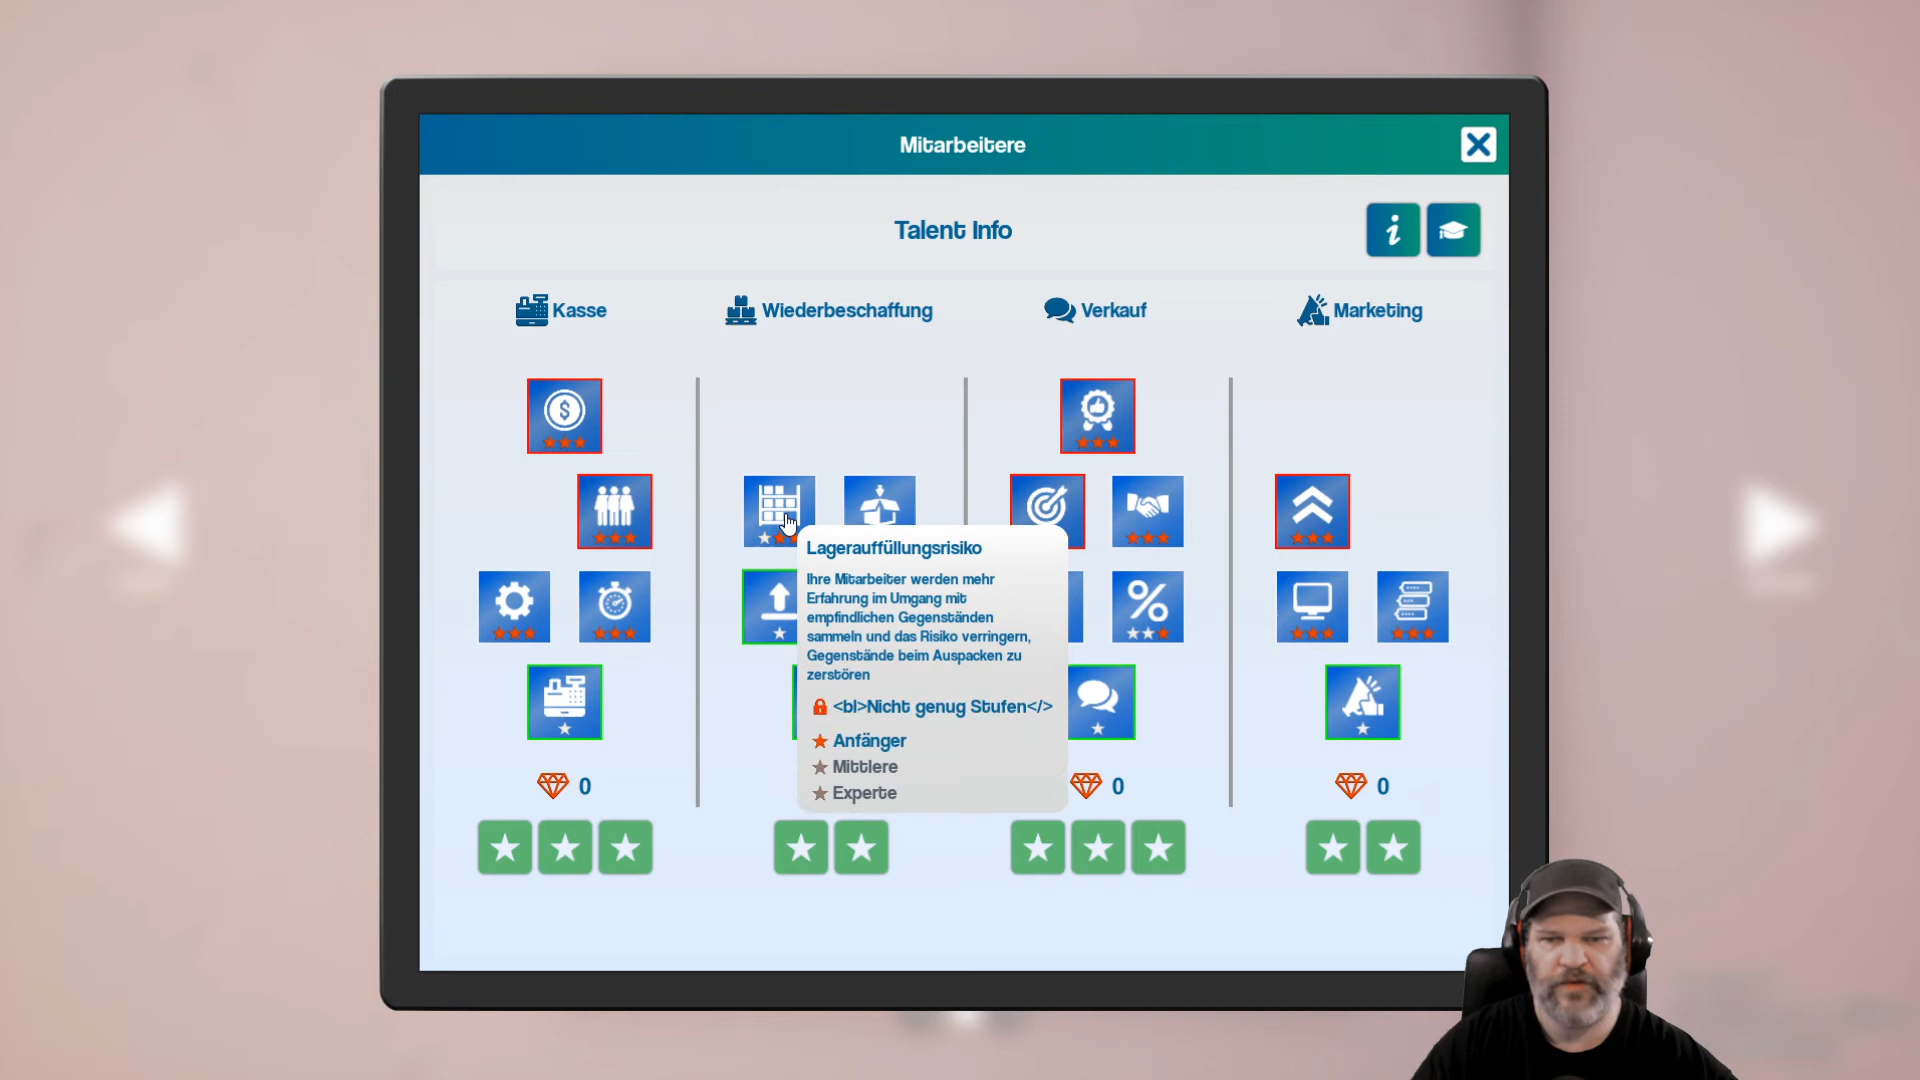 Mitarbeitere
Talent Info
Kasse
Wiederbeschaffung
Verkauf
Marketing
Lagerauffüllungsrisiko
Ihre Mitarbeiter werden mehr
Erfahrung im Umgang mit
empfindlichen Gegenständen
sammeln und das Risiko verringern,
Gegenstände beim Auspacken zu
zerstören
<bl>Nicht genug Stufen</>
Anfänger
Mittlere
Experte
0
0
0